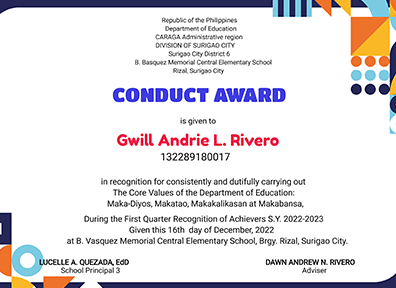 Republic of the Philippines
Department of Education
CARAGA Administrative region
DIVISION OF SURIGAO CITY
Surigao City District 6
B. Basquez Memorial Central Elementary School
Rizal, Surigao City
CONDUCT AWARD
is given to
Gwill Andrie L. Rivero
132289180017
in recognition for consistently and dutifully carrying out
The Core Values of the Department of Education:
Maka-Diyos, Makatao, Makakalikasan at Makabansa,
During the First Quarter Recognition of Achievers S.Y. 2022-2023
Given this 16th day of December, 2022
at B. Vasquez Memorial Central Elementary School, Brgy. Rizal, Surigao City.
LUCELLE A. QUEZADA, EdD
School Principal 3
DAWN ANDREW N. RIVERO
Adviser